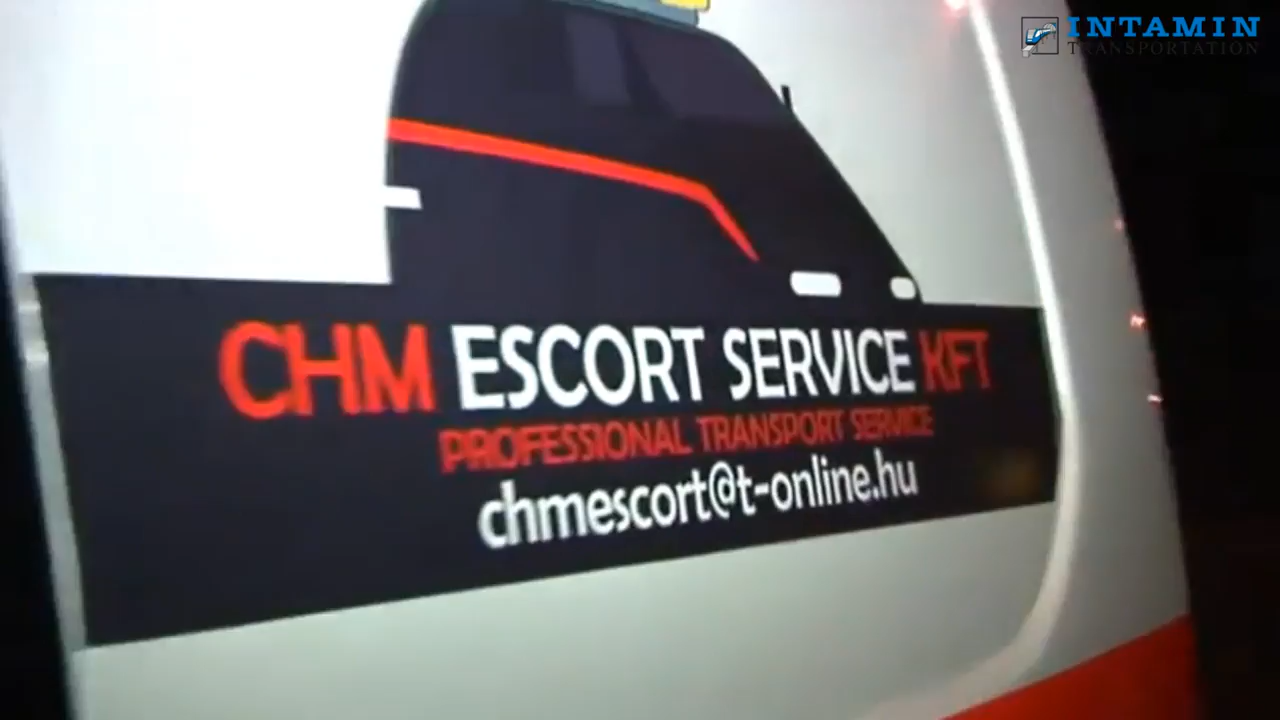 INTAMIN
TRANSPORTATION
CHM ESCORT SERVICE KFT
PROFESSIONAL TRANSPORT SERVICE
chmescort@t-online.hu